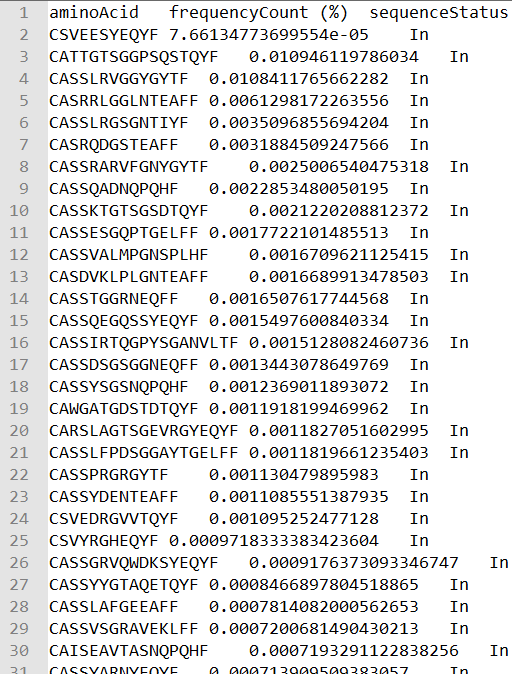 1 aminoAcid frequencyCount (%) sequenceStatus
2 CSVEESYEQYF 7.66134773699554e-05 In
3 CATTGTSGGPSQSTQYF 0.010946119786034 In
4 CASSLRVGGYGYTF 0.0108411765662282 In
5 CASRRLGGLNTEAFF 0.0061298172263556 In
6 CASSLRGSGNTIYF 0.0035096855694204 In
7 CASRQDGSTEAFF 0.0031884509247566 In
8 CASSRARVFGNYGYTF 0.0025006540475318 In
9 CASSQADNQPQHF 0.0022853480050195 In
10 CASSKTGTSGSDTQYF 0.0021220208812372 In
11 CASSESGQPTGELFF 0.0017722101485513 In
12 CASSVALMPGNSPLHF 0.0016709621125415 In
13 CASDVKLPLGNTEAFF 0.0016689913478503 In
14 CASSTGGRNEQFF 0.0016507617744568 In
15 CASSQEGQSSYEQYF 0.0015497600840334 In
16 CASSIRTQGPYSGANVLTF 0.0015128082460736 In
17 CASSDSGSGGNEQFF 0.0013443078649769 In
18 CASSYSGSNQPQHF 0.0012369011893072 In
19 CAWGATGDSTDTQYF 0.0011918199469962 In
20 CARSLAGTSGEVRGYEQYF 0.0011827051602995 In
21 CASSLFPDSGGAYTGELFF 0.0011819661235403 In
22 CASSPRGRGYTF 0.001130479895983 In
23 CASSYDENTEAFF 0.0011085551387935 In
24 CSVEDRGVVTQYF 0.001095252477128 In
25 CSVYRGHEQYF 0.0009718333383423604 In
26 CASSGRVQWDKSYEQYF 0.0009176373093346747 In
27 CASSYYGTAQETQYF 0.0008466897804518865 In
28 CASSLAFGEEAFF 0.0007814082000562653 In
29 CASSVSGRAVEKLFF 0.0007200681490430213 In
30 CAISEAVTASNQPQHF 0.0007193291122838256 In
31 CASSYARNYEQYF 0.000713909509383057 In